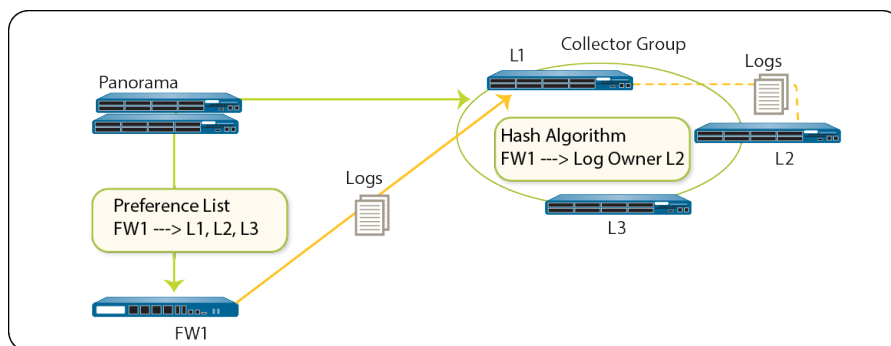 Collector Group
L1
Logs
Panorama
Hash Algorithm
FW1 ---> Log Owner L2
L2
Logs
Preference List
FW1 ---> L1, L2, L3
L3
FW1